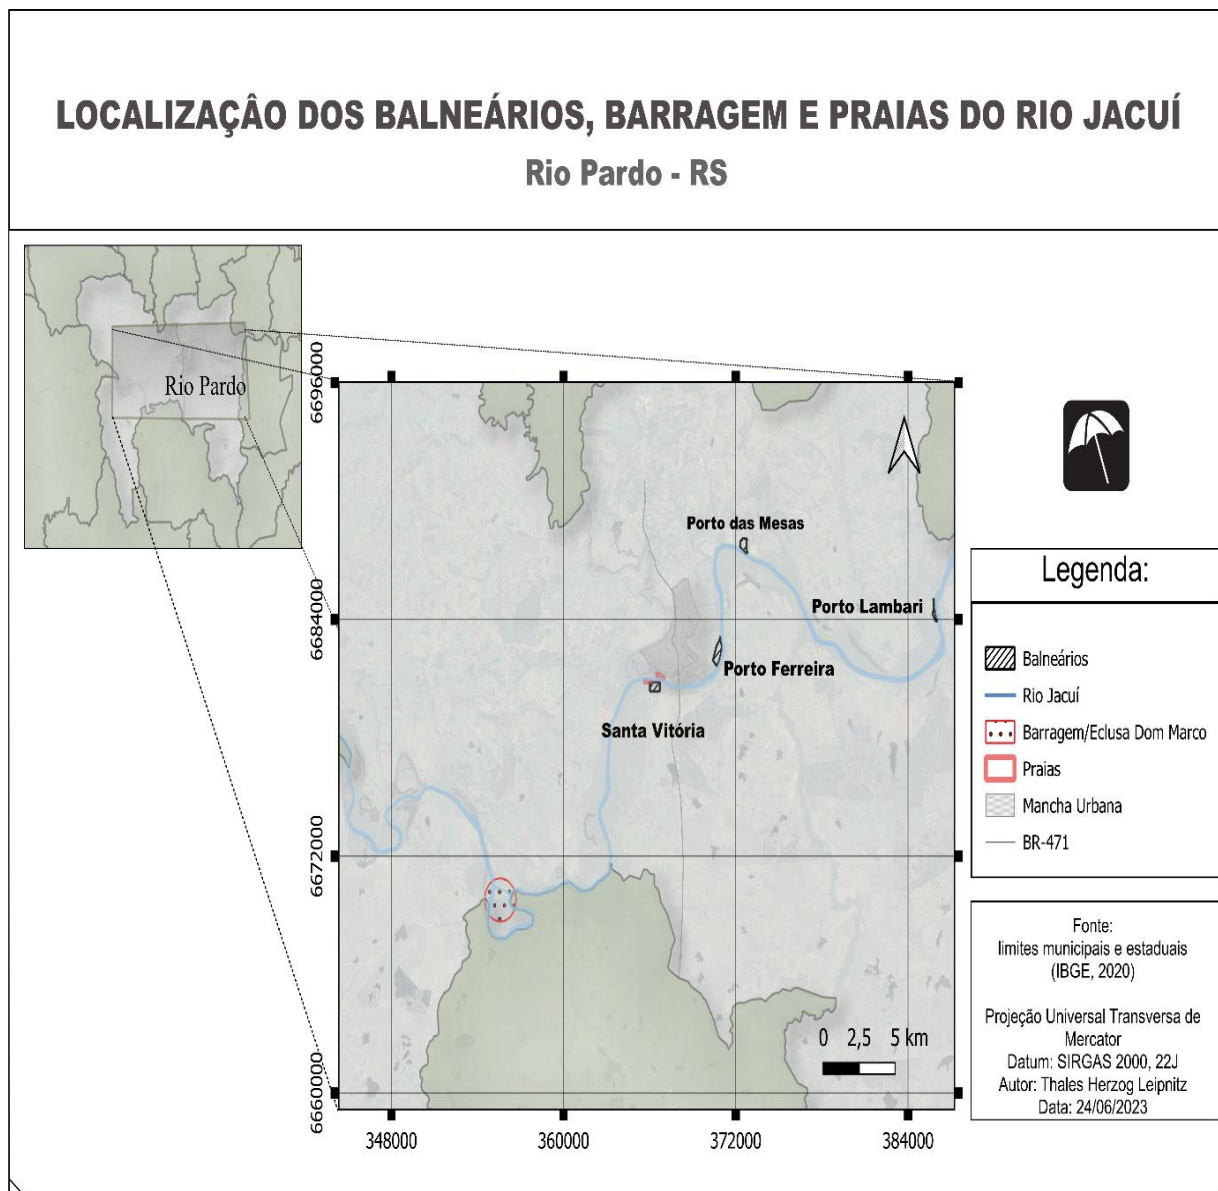 LOCALIZAÇÂO DOS BALNEÁRIOS, BARRAGEM E PRAIAS DO RIO JACUÍ
Rio Pardo - RS
Rio Pardo
6696000
6684000
6672000
6660000
348000
360000
372000
384000
Porto das Mesas
Porto Lambari
Porto Ferreira
Santa Vitória
0 2,5 5 km
Legenda:
Balneários
Rio Jacuí
Barragem/Eclusa Dom Marco
Praias
Mancha Urbana
BR-471
Fonte:
limites municipais e estaduais
(IBGE, 2020)
Projeção Universal Transversa de
Mercator
Datum: SIRGAS 2000, 22J
Autor: Thales Herzog Leipnitz
Data: 24/06/2023